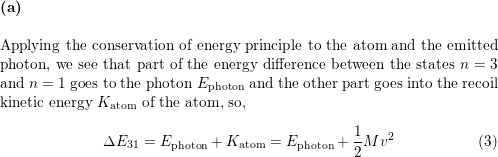 (a)
Applying the conservation of energy principle to the atom and the emitted
photon, we see that part of the energy difference between the states n = 3
and n = 1 goes to the photon E_photon and the other part goes into the recoil
kinetic energy K_atom of the atom, so,
ΔE_31 = E_photon + K_atom = E_photon + 1/2 Mv^2 (3)